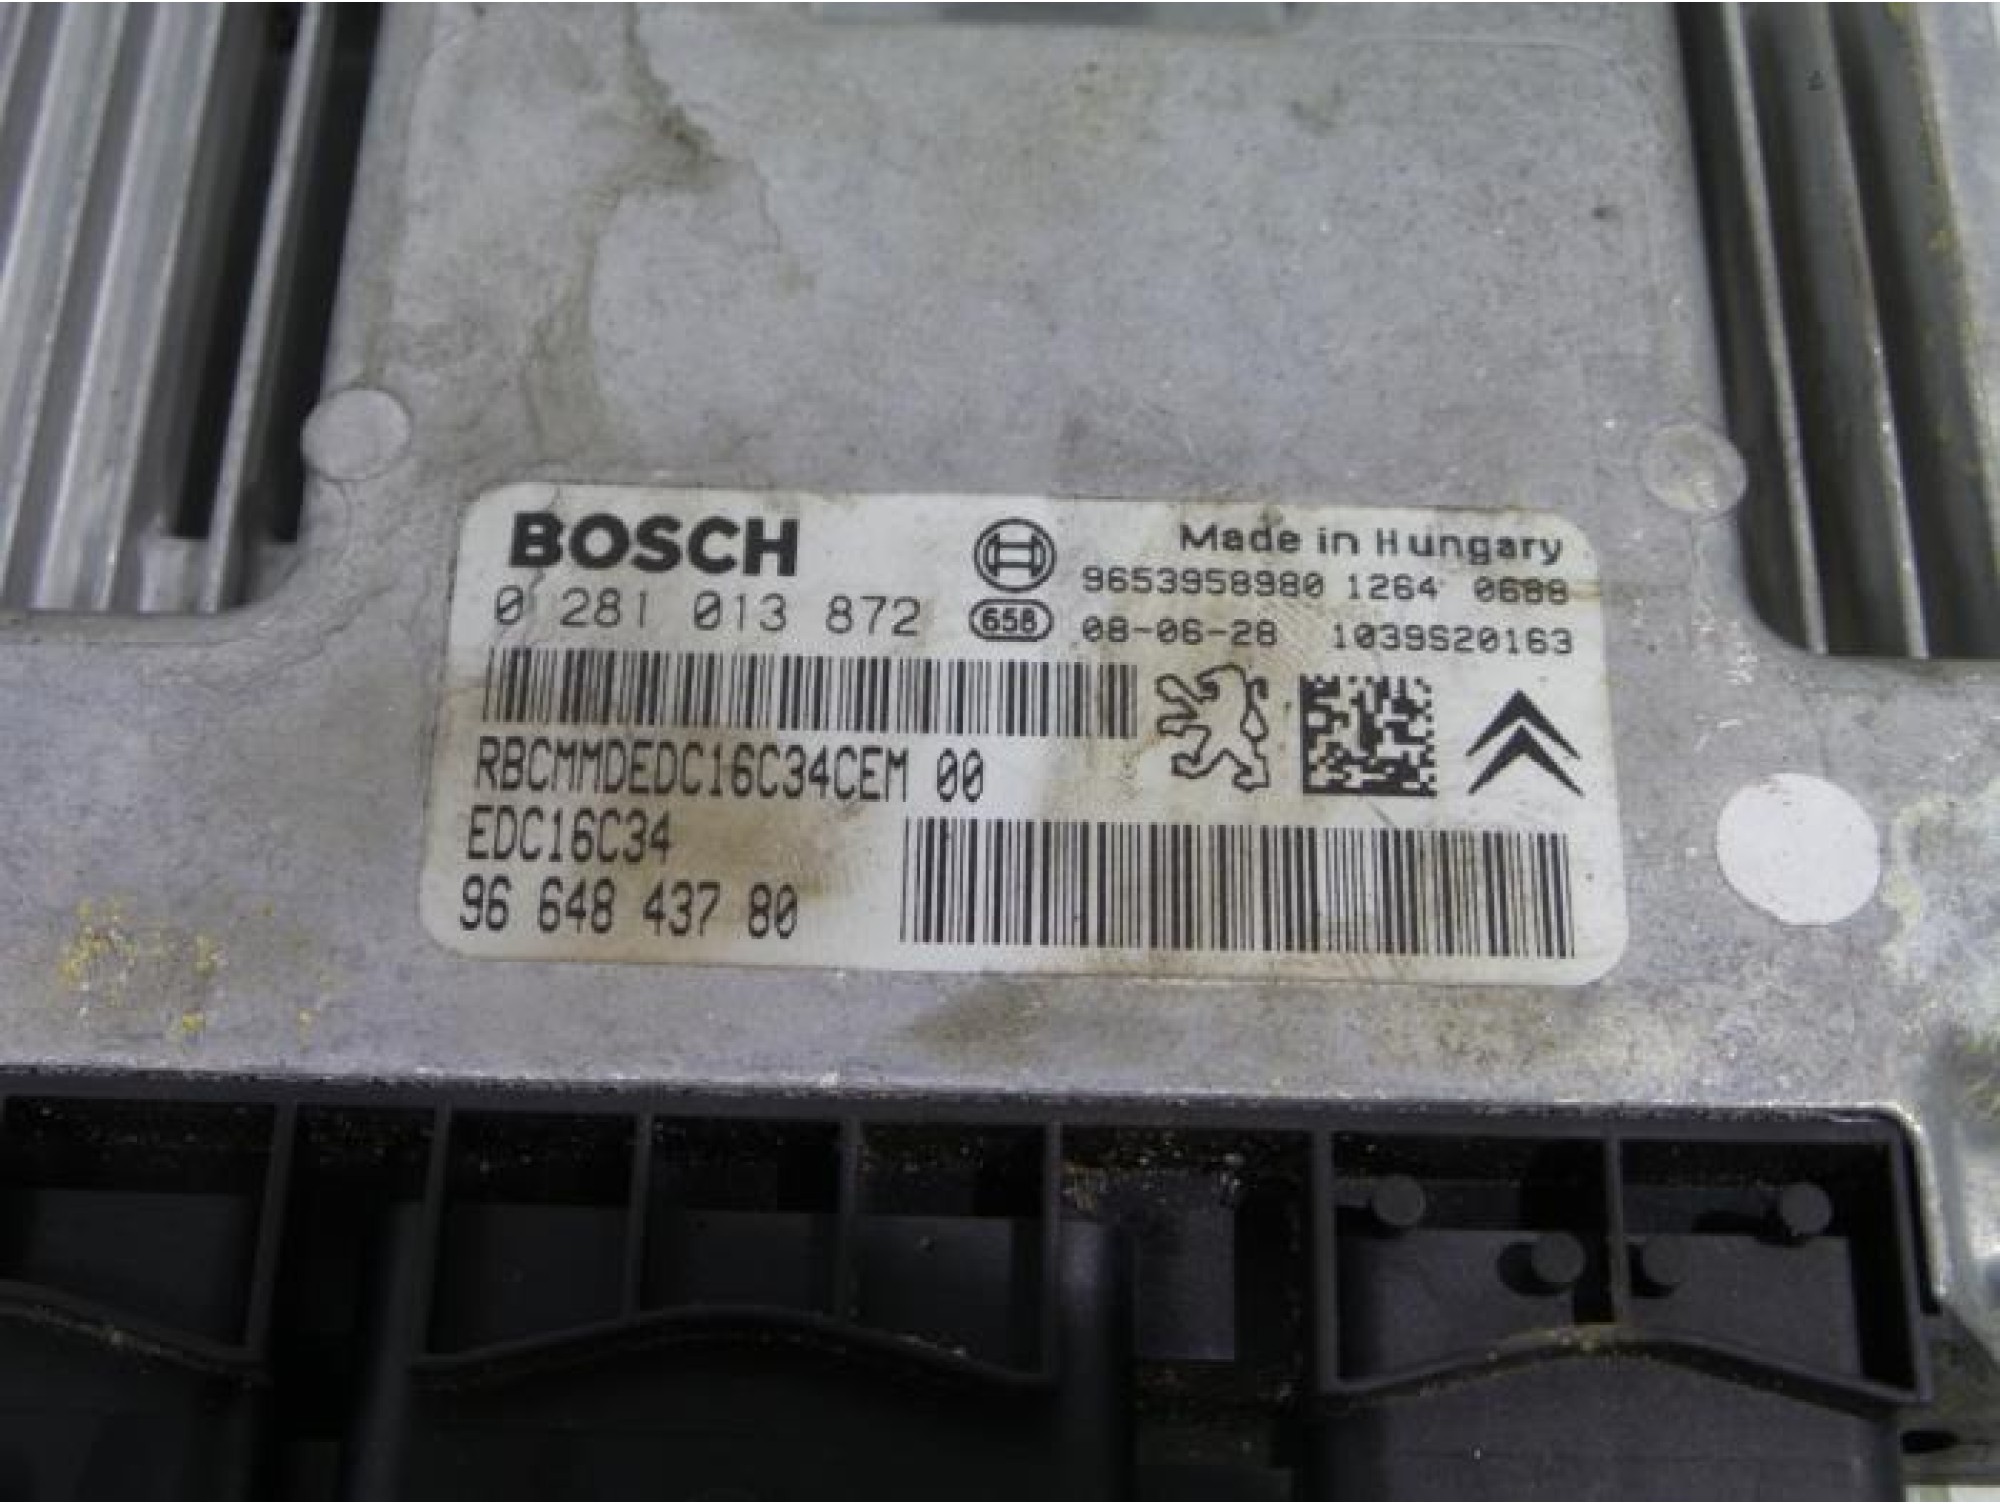 BOSCH
Made in Hungary
9653958980 1264 0688
0 281 013 872
658
08-06-28 1039S20163
RBCMMDEDC16C34CEM 00
EDC16C34
96 648 437 80